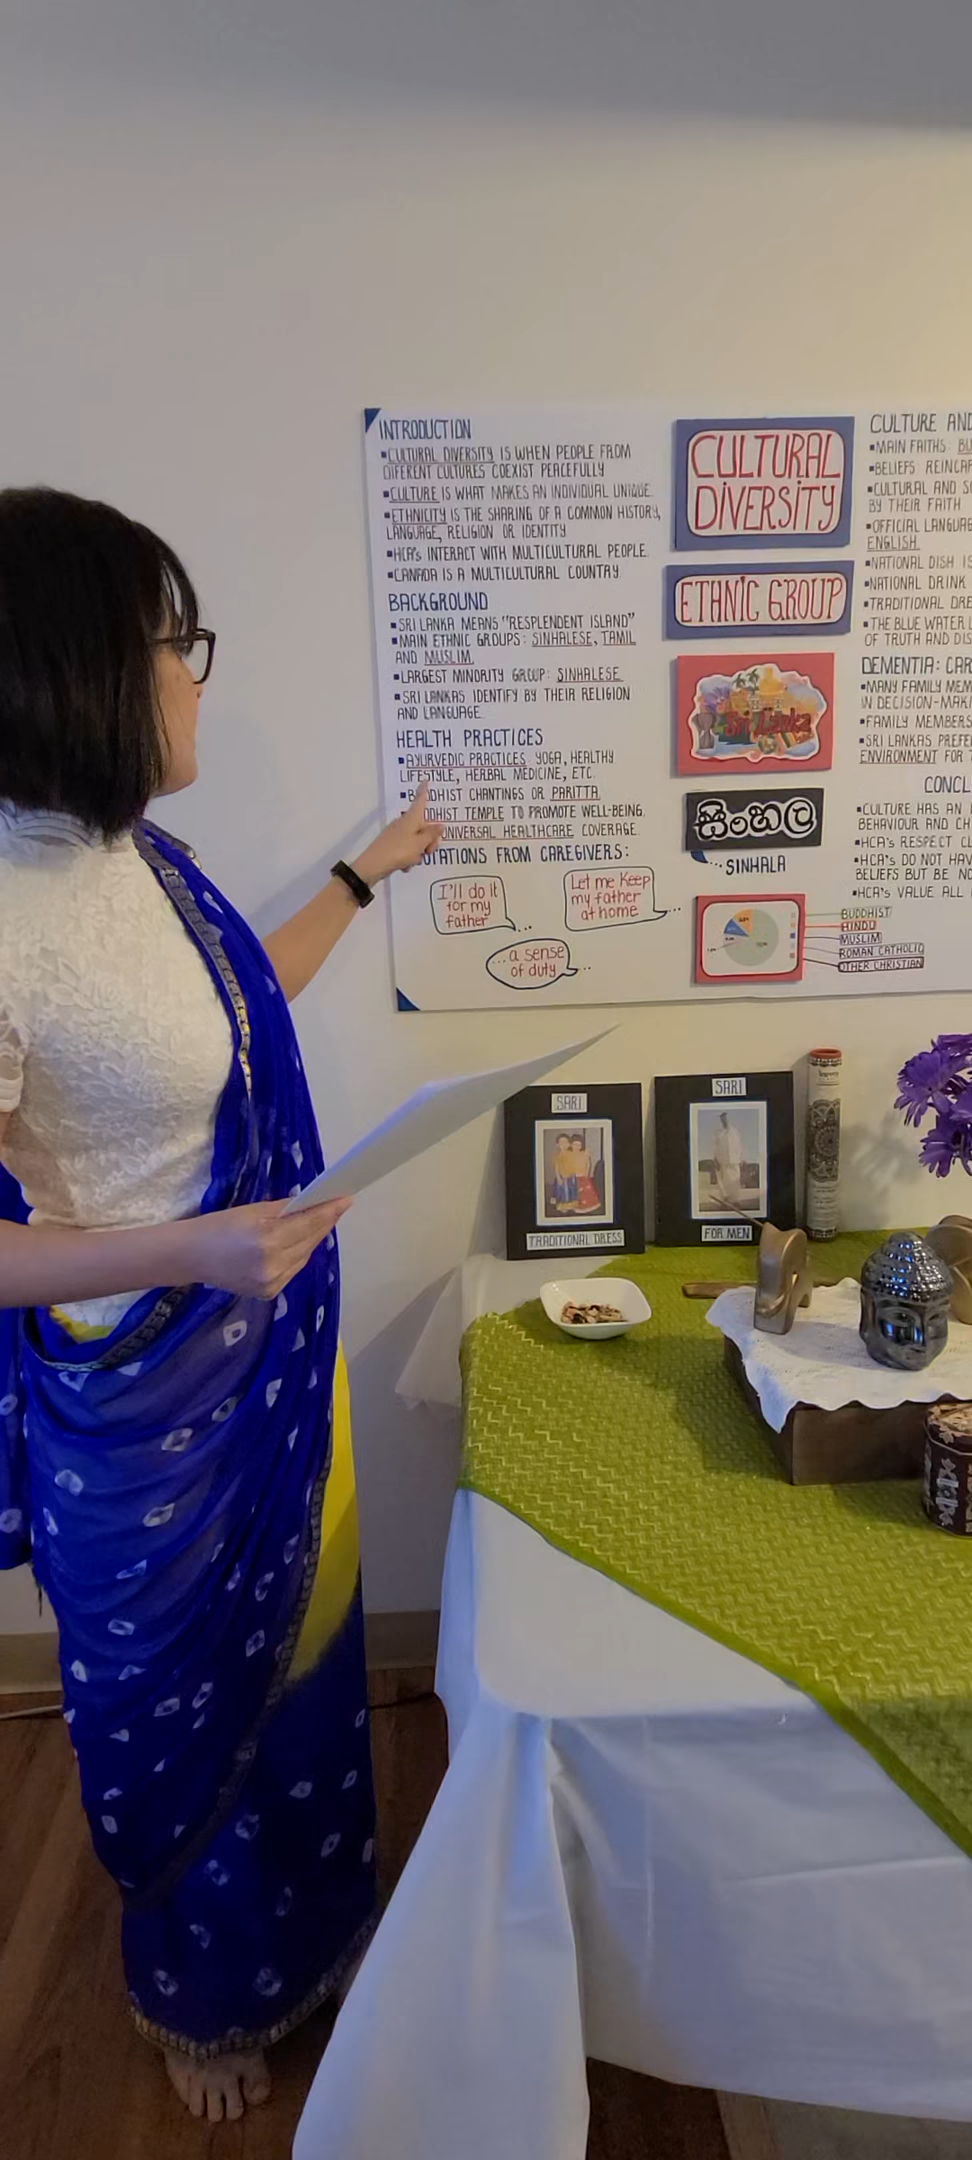 INTRODUCTION
▪CULTURAL DIVERSITY IS WHEN PEOPLE FROM
DIFERENT CULTURES COEXIST PEACEFULLY
▪CULTURE IS WHAT MAKES AN INDIVIDUAL UNIQUE.
▪ETHNICITY IS THE SHARING OF A COMMON HISTORY,
LANGUAGE, RELIGION OR IDENTITY
▪HCA's INTERACT WITH MULTICULTURAL PEOPLE.
▪CANADA IS A MULTICULTURAL COUNTRY
BACKGROUND
▪SRI LANKA MEANS "RESPLENDENT ISLAND"
▪MAIN ETHNIC GROUPS: SINHALESE, TAMIL
AND MUSLIM.
▪LARGEST MINORITY GROUP: SINHALESE
▪SRI LANKAS IDENTIFY BY THEIR RELIGION
AND LANGUAGE.
HEALTH PRACTICES
▪AYURVEDIC PRACTICES: YOGA, HEALTHY
LIFESTYLE, HERBAL MEDICINE, ETC.
CHANTINGS OR PARITTA
TEMPLE TO PROMOTE WELL-BEING.
UNIVERSAL HEALTHCARE COVERAGE.
FROM CAREGIVERS:
I'll do it
for my
father
Let me Keep
my father
at home
...a sense
of duty
CULTURAL
DIVERSITY
ETHNIC GROUP
Sri Lanka
සිංහල
SINHALA
BUDDHIST
HINDU
MUSLIM
ROMAN CATHOLIC
OTHER CHRISTIAN
CULTURE
▪MAIN FAITHS:
▪BELIEFS:
▪CULTURAL AND
BY THEIR FAITH
▪OFFICIAL
ENGLISH.
▪NATIONAL DISH
▪NATIONAL DRINK
▪TRADITIONAL
▪THE BLUE WATER
OF TRUTH AND
DEMENTIA:
▪MANY FAMILY
IN
▪FAMILY MEMBERS
▪SRI LANKAS
ENVIRONMENT FOR
▪CULTURE HAS AN
BEHAVIOUR AND
▪HCA's RESPECT
▪HCA's DO NOT
BELIEFS BUT BE
▪HCA's VALUE ALL
SARI
TRADITIONAL DRESS
SARI
FOR MEN